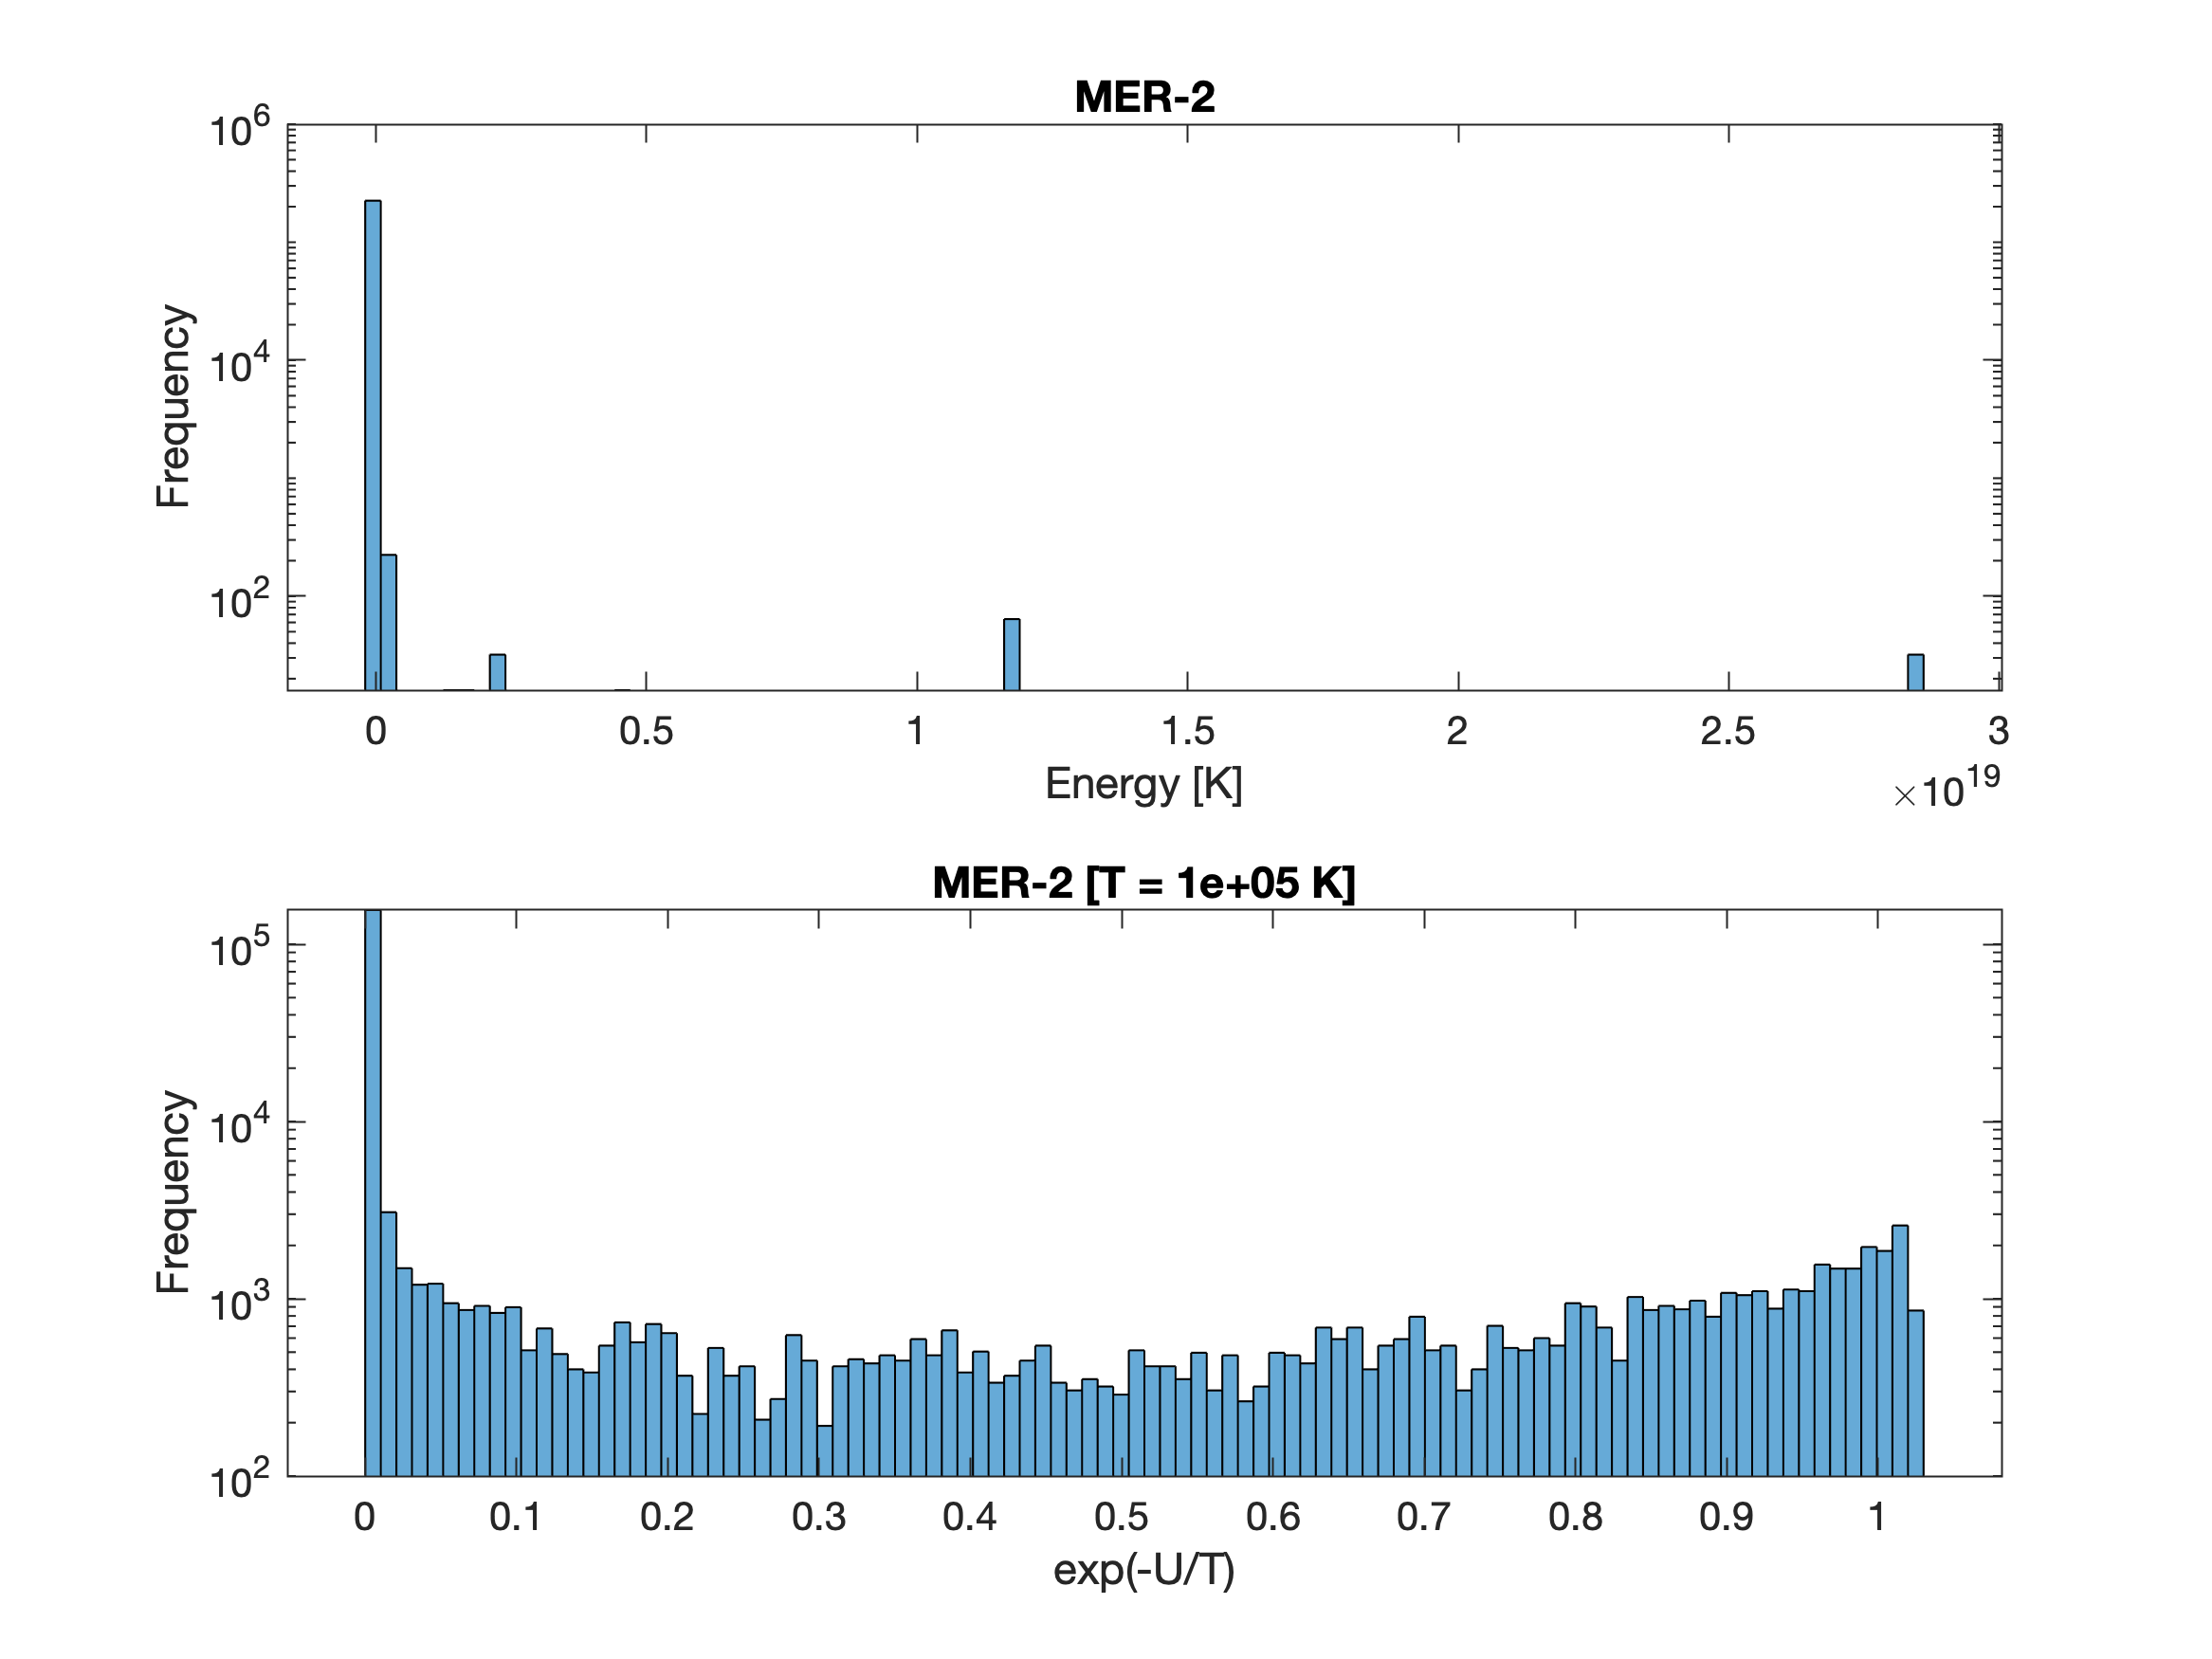 MER-2
10^6
10^4
10^2
Frequency
0 0.5 1 1.5 2 2.5 3
Energy [K]
×10^19
MER-2 [T = 1e+05 K]
10^5
10^4
10^3
10^2
Frequency
0 0.1 0.2 0.3 0.4 0.5 0.6 0.7 0.8 0.9 1
exp(-U/T)